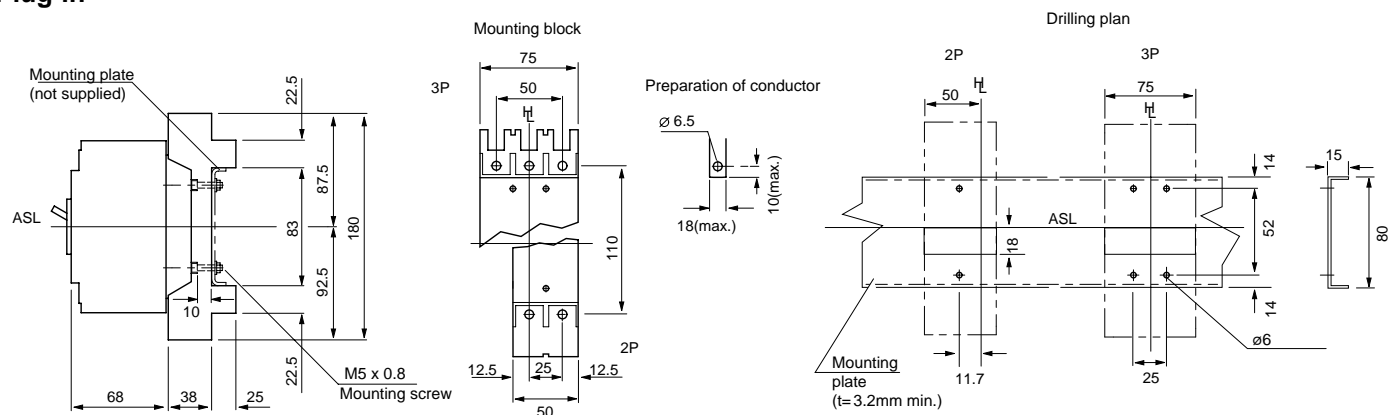 Mounting plate
(not supplied)
ASL
22.5
87.5
83
180
92.5
10
22.5
M5 x 0.8
Mounting screw
68
38
25
Mounting block
3P
75
50
110
2P
12.5
25
12.5
50
Preparation of conductor
ø 6.5
10(max.)
18(max.)
Drilling plan
2P
3P
50
75
15
14
ASL
18
52
80
14
ø6
Mounting
plate
(t= 3.2mm min.)
11.7
25